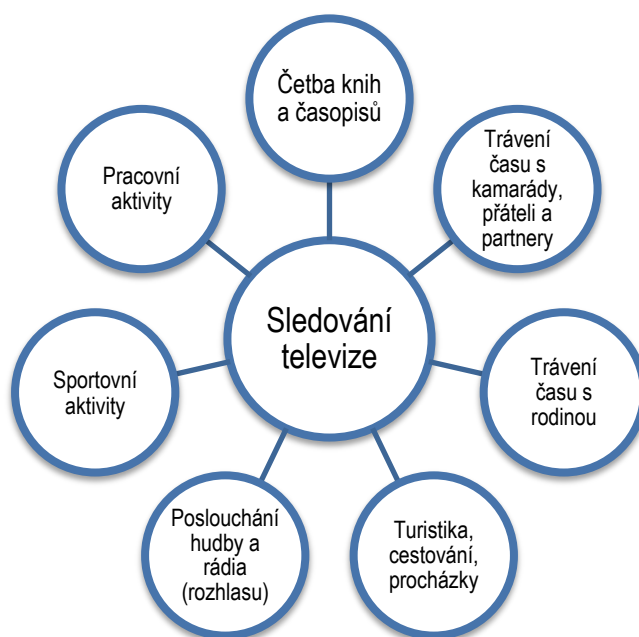 Četba knih
a časopisů
Trávení
času s
kamarády,
přáteli a
partnery
Trávení
času s
rodinou
Turistika,
cestování,
procházky
Poslouchání
hudby a
rádia
(rozhlasu)
Sportovní
aktivity
Pracovní
aktivity
Sledování
televize